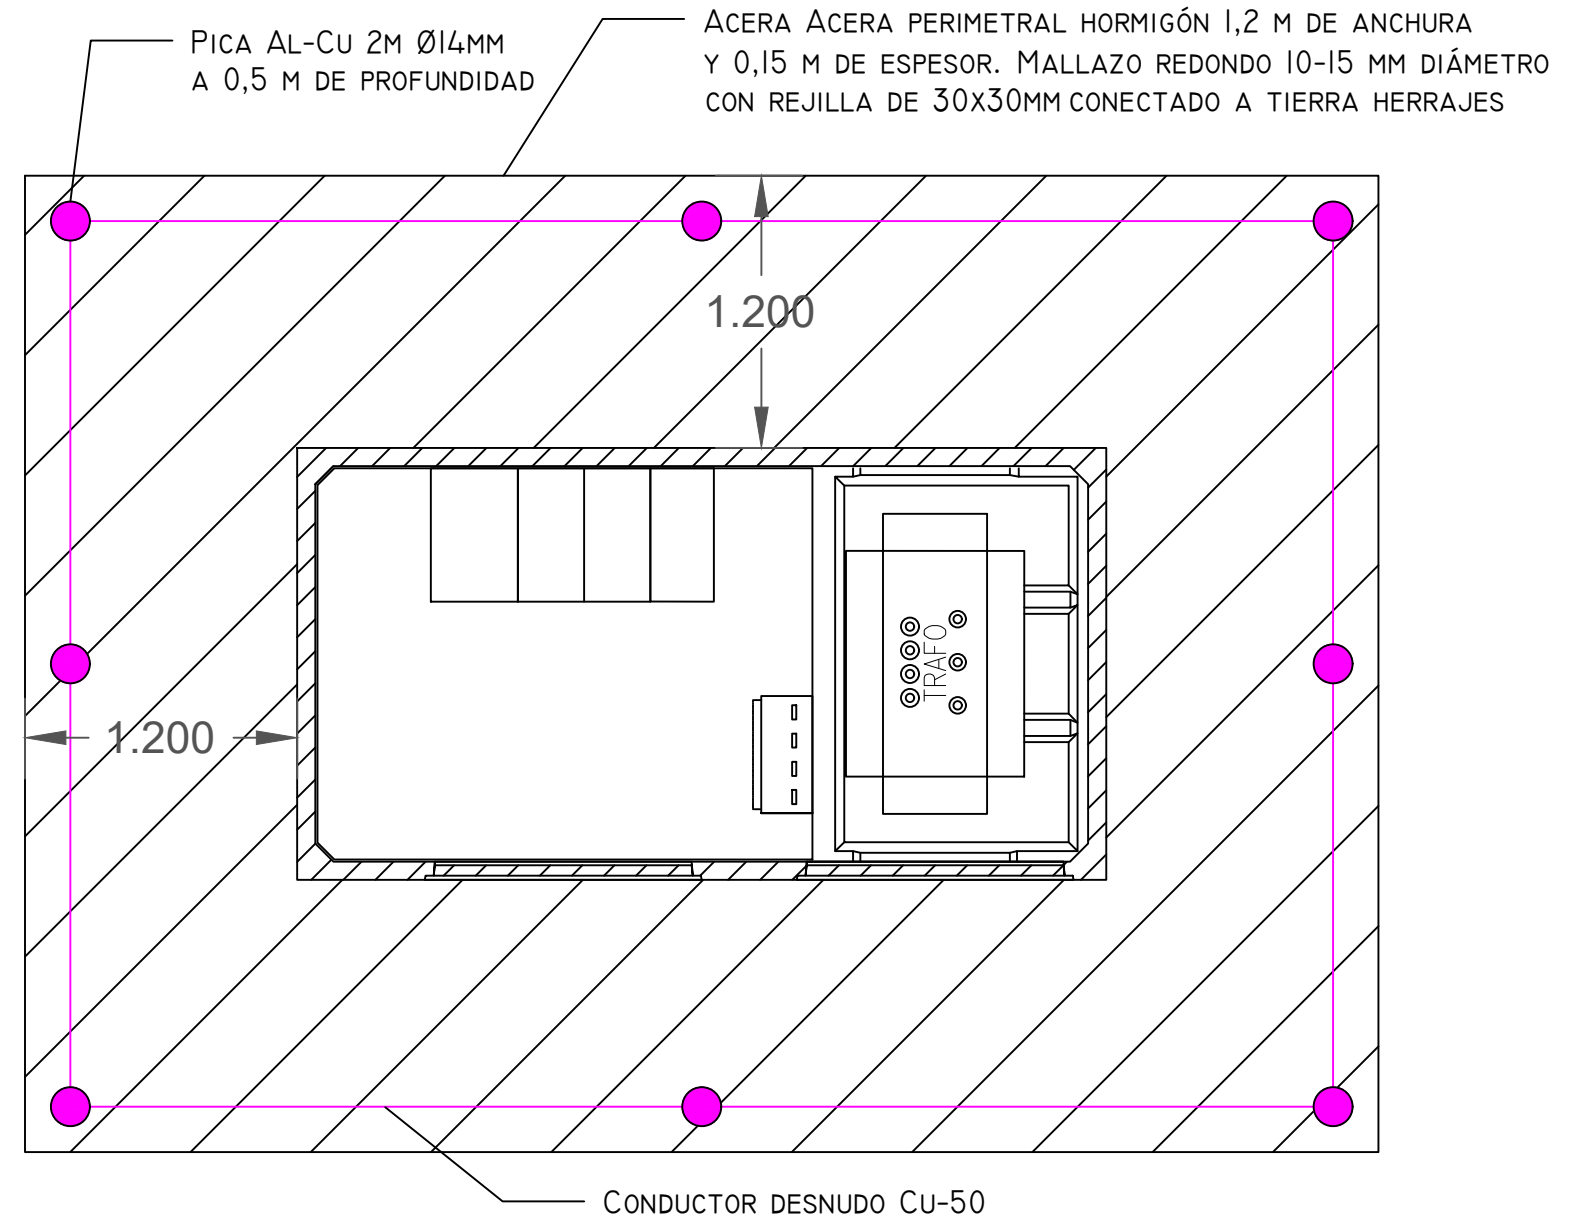 Pica Al-Cu 2m Ø14mm
a 0,5 m de profundidad
Acera Acera perimetral hormigón 1,2 m de anchura
y 0,15 m de espesor. Mallazo redondo 10-15 mm diámetro
con rejilla de 30x30mm conectado a tierra herrajes
1.200
TRAFO
1.200
Conductor desnudo Cu-50